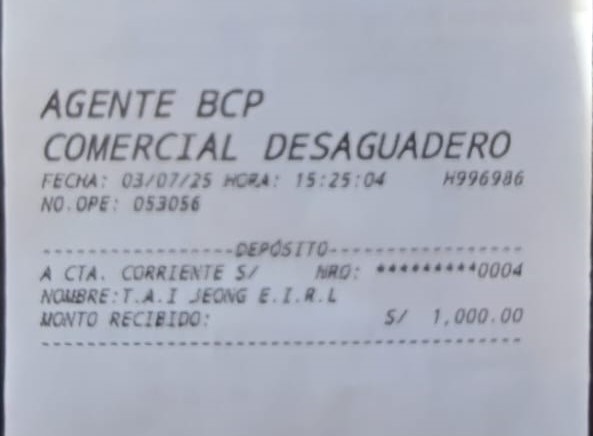 AGENTE BCP
COMERCIAL DESAGUADERO
FECHA: 03/07/25 HORA: 15:25:04 H996986
NO.OPE: 053056
------------------DEPÓSITO------------------
A CTA. CORRIENTE S/ NRO: *********0004
NOMBRE:T.A.I JEONG E.I.R.L
MONTO RECIBIDO: S/ 1,000.00
--------------------------------------------